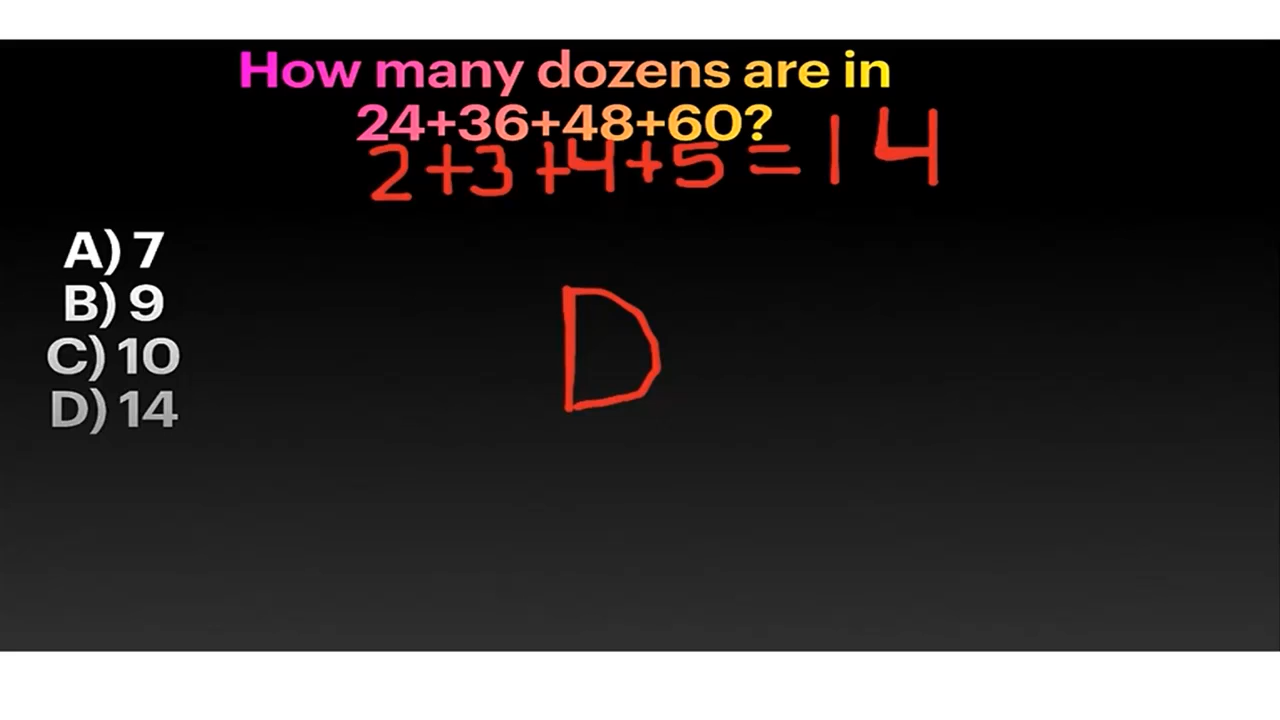 How many dozens are in
24+36+48+60?
2+3+4+5=14
A) 7
B) 9
C) 10
D) 14
D